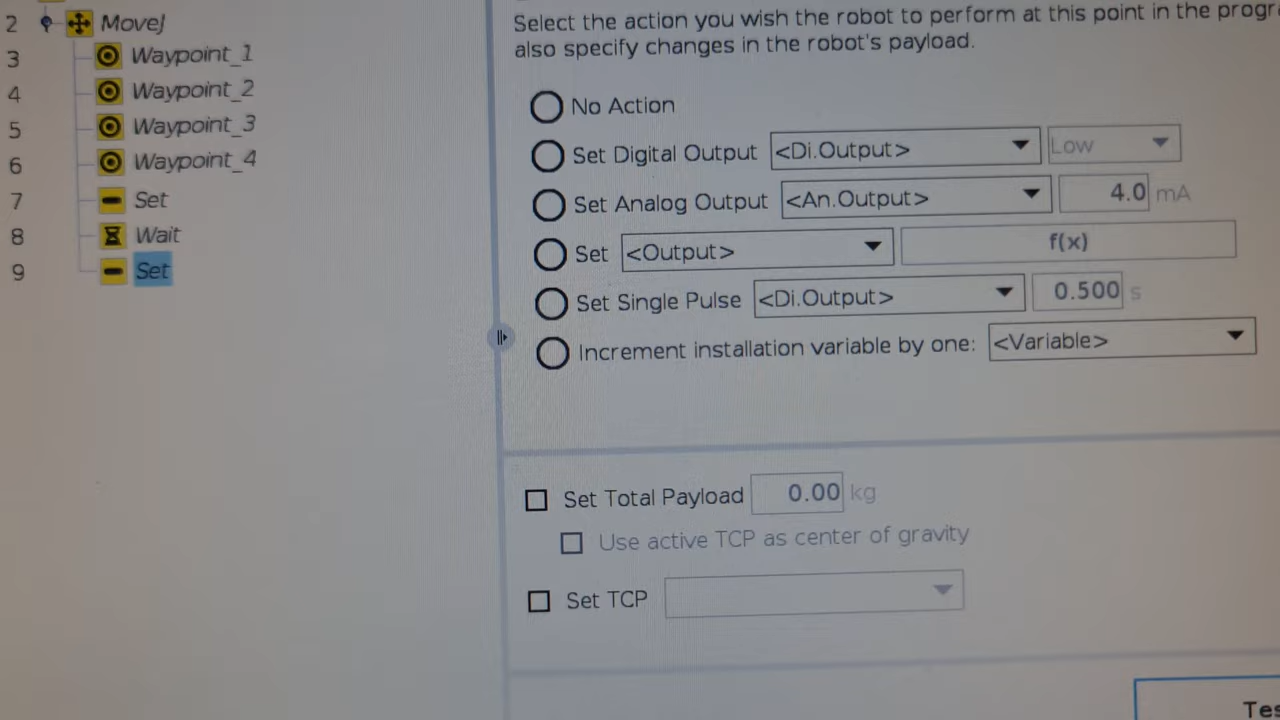 2 MoveJ
3 Waypoint_1
4 Waypoint_2
5 Waypoint_3
6 Waypoint_4
7 Set
8 Wait
9 Set
Select the action you wish the robot to perform at this point in the
also specify changes in the robot's payload.
No Action
Set Digital Output <Di.Output> Low
Set Analog Output <An.Output> 4.0 mA
Set <Output> f(x)
Set Single Pulse <Di.Output> 0.500 s
Increment installation variable by one: <Variable>
Set Total Payload 0.00 kg
Use active TCP as center of gravity
Set TCP